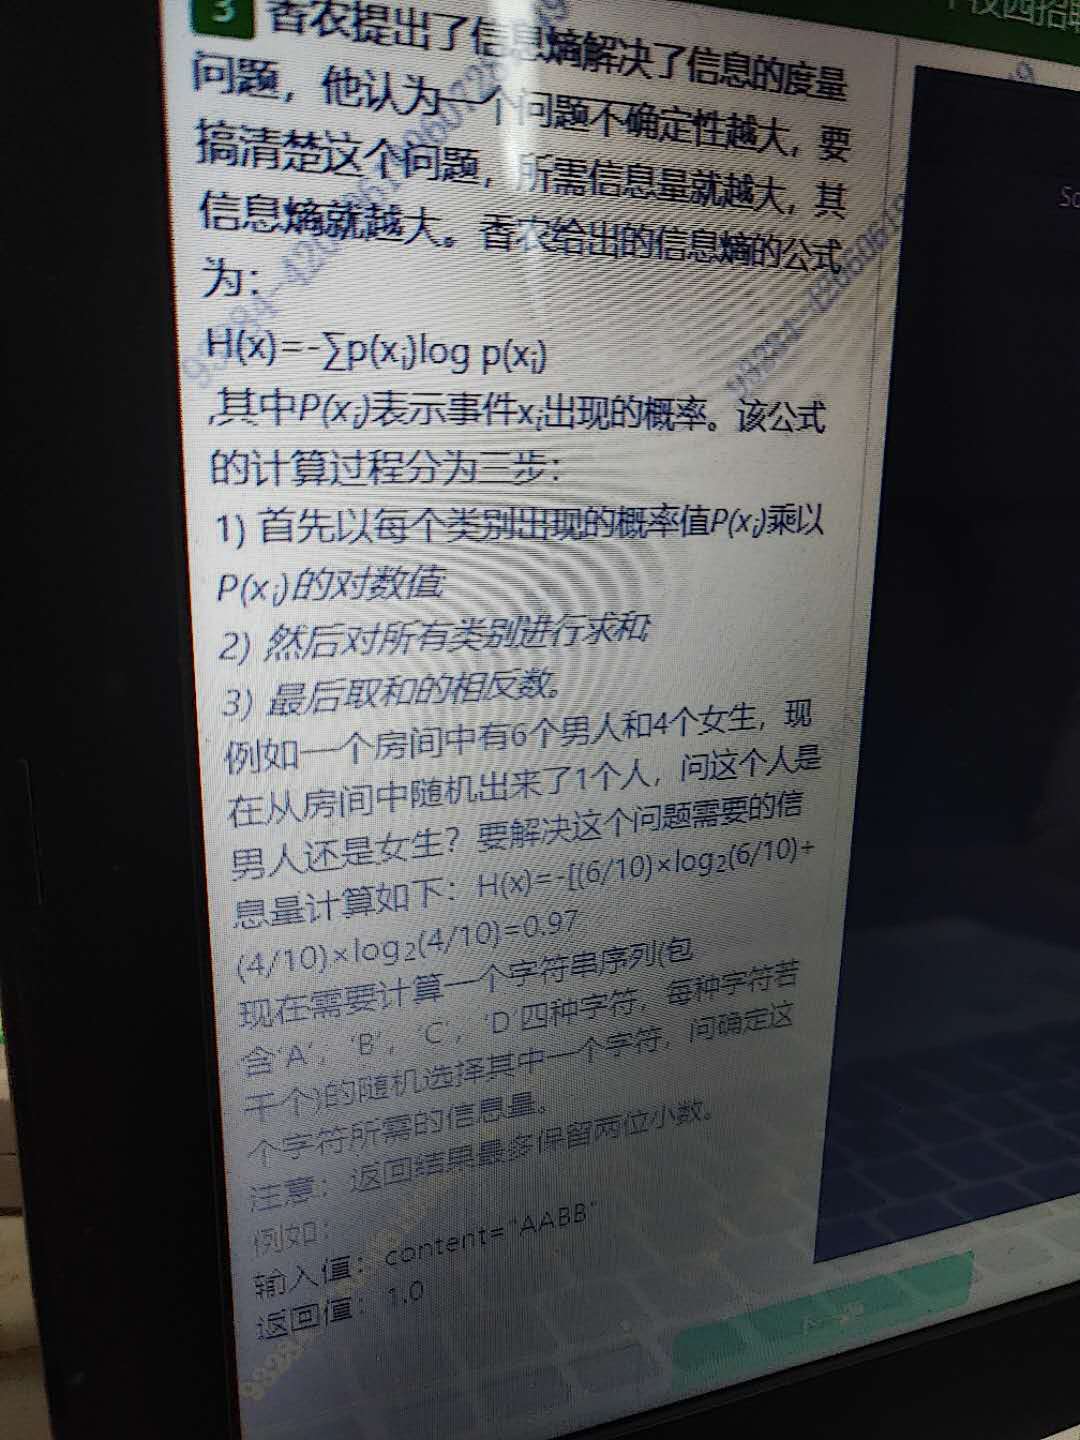 3 香农提出了信息熵解决了信息的度量
问题，他认为一个问题不确定性越大，要
搞清楚这个问题，所需信息量就越大，其
信息熵就越大。香农给出的信息熵的公式
为：
H(x)=-∑p(xᵢ)log p(xᵢ)
,其中P(xᵢ)表示事件xᵢ出现的概率。该公式
的计算过程分为三步：
1) 首先以每个类别出现的概率值P(xᵢ)乘以
P(xᵢ)的对数值
2) 然后对所有类别进行求和
3) 最后取和的相反数。
例如一个房间中有6个男人和4个女生，现
在从房间中随机出来了1个人，问这个人是
男人还是女生？要解决这个问题需要的信
息量计算如下：H(x)=-[(6/10)×log₂(6/10)+
(4/10)×log₂(4/10)=0.97
现在需要计算一个字符串序列(包
含‘A’，‘B’，‘C’，‘D’四种字符，每种字符若
干个)的随机选择其中一个字符，问确定这
个字符所需的信息量。
注意：返回结果最多保留两位小数。
例如：
输入值：content="AABB"
返回值：1.0